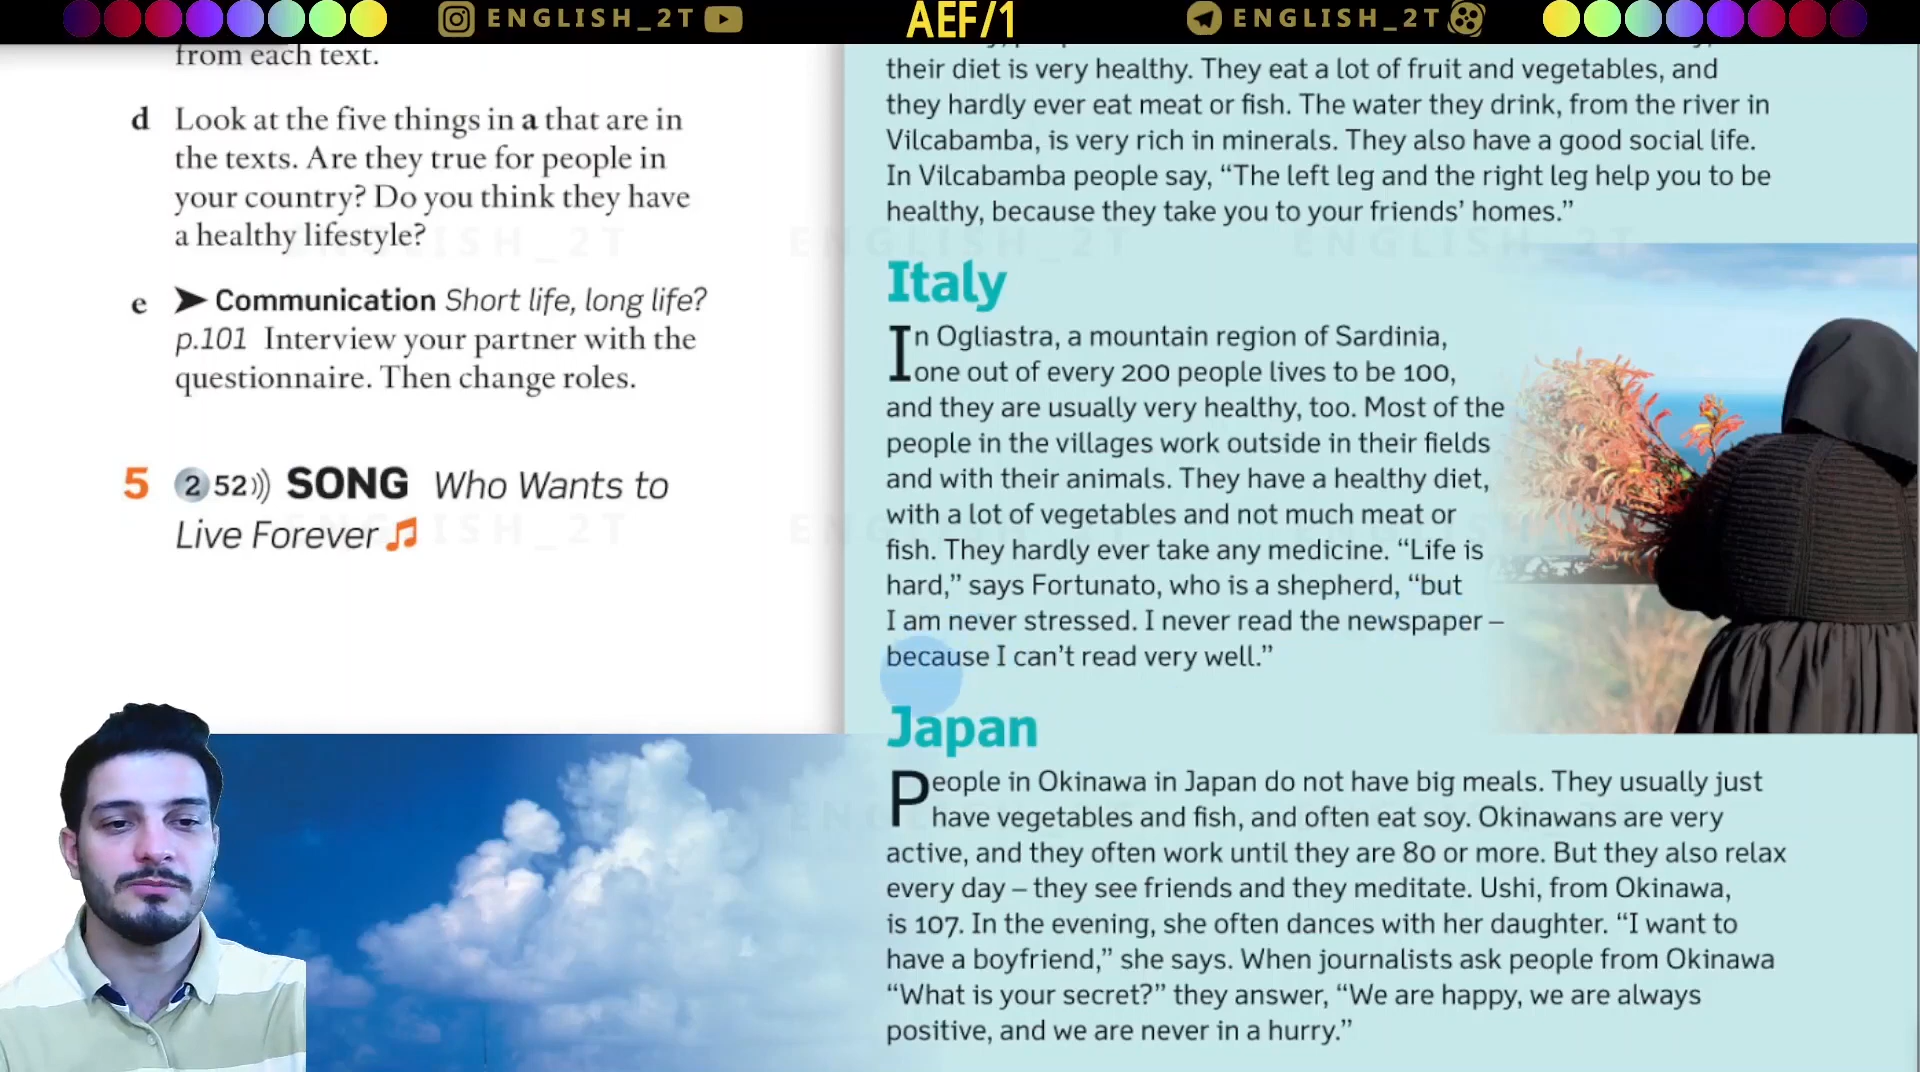 ENGLISH_2T
AEF/1
ENGLISH_2T
from each text.
d Look at the five things in a that are in
the texts. Are they true for people in
your country? Do you think they have
a healthy lifestyle?
e ➤ Communication Short life, long life?
p.101 Interview your partner with the
questionnaire. Then change roles.
5 2 52)) SONG Who Wants to
Live Forever ♫
their diet is very healthy. They eat a lot of fruit and vegetables, and
they hardly ever eat meat or fish. The water they drink, from the river in
Vilcabamba, is very rich in minerals. They also have a good social life.
In Vilcabamba people say, “The left leg and the right leg help you to be
healthy, because they take you to your friends’ homes.”
Italy
In Ogliastra, a mountain region of Sardinia,
one out of every 200 people lives to be 100,
and they are usually very healthy, too. Most of the
people in the villages work outside in their fields
and with their animals. They have a healthy diet,
with a lot of vegetables and not much meat or
fish. They hardly ever take any medicine. “Life is
hard,” says Fortunato, who is a shepherd, “but
I am never stressed. I never read the newspaper –
because I can’t read very well.”
Japan
People in Okinawa in Japan do not have big meals. They usually just
have vegetables and fish, and often eat soy. Okinawans are very
active, and they often work until they are 80 or more. But they also relax
every day – they see friends and they meditate. Ushi, from Okinawa,
is 107. In the evening, she often dances with her daughter. “I want to
have a boyfriend,” she says. When journalists ask people from Okinawa
“What is your secret?” they answer, “We are happy, we are always
positive, and we are never in a hurry.”